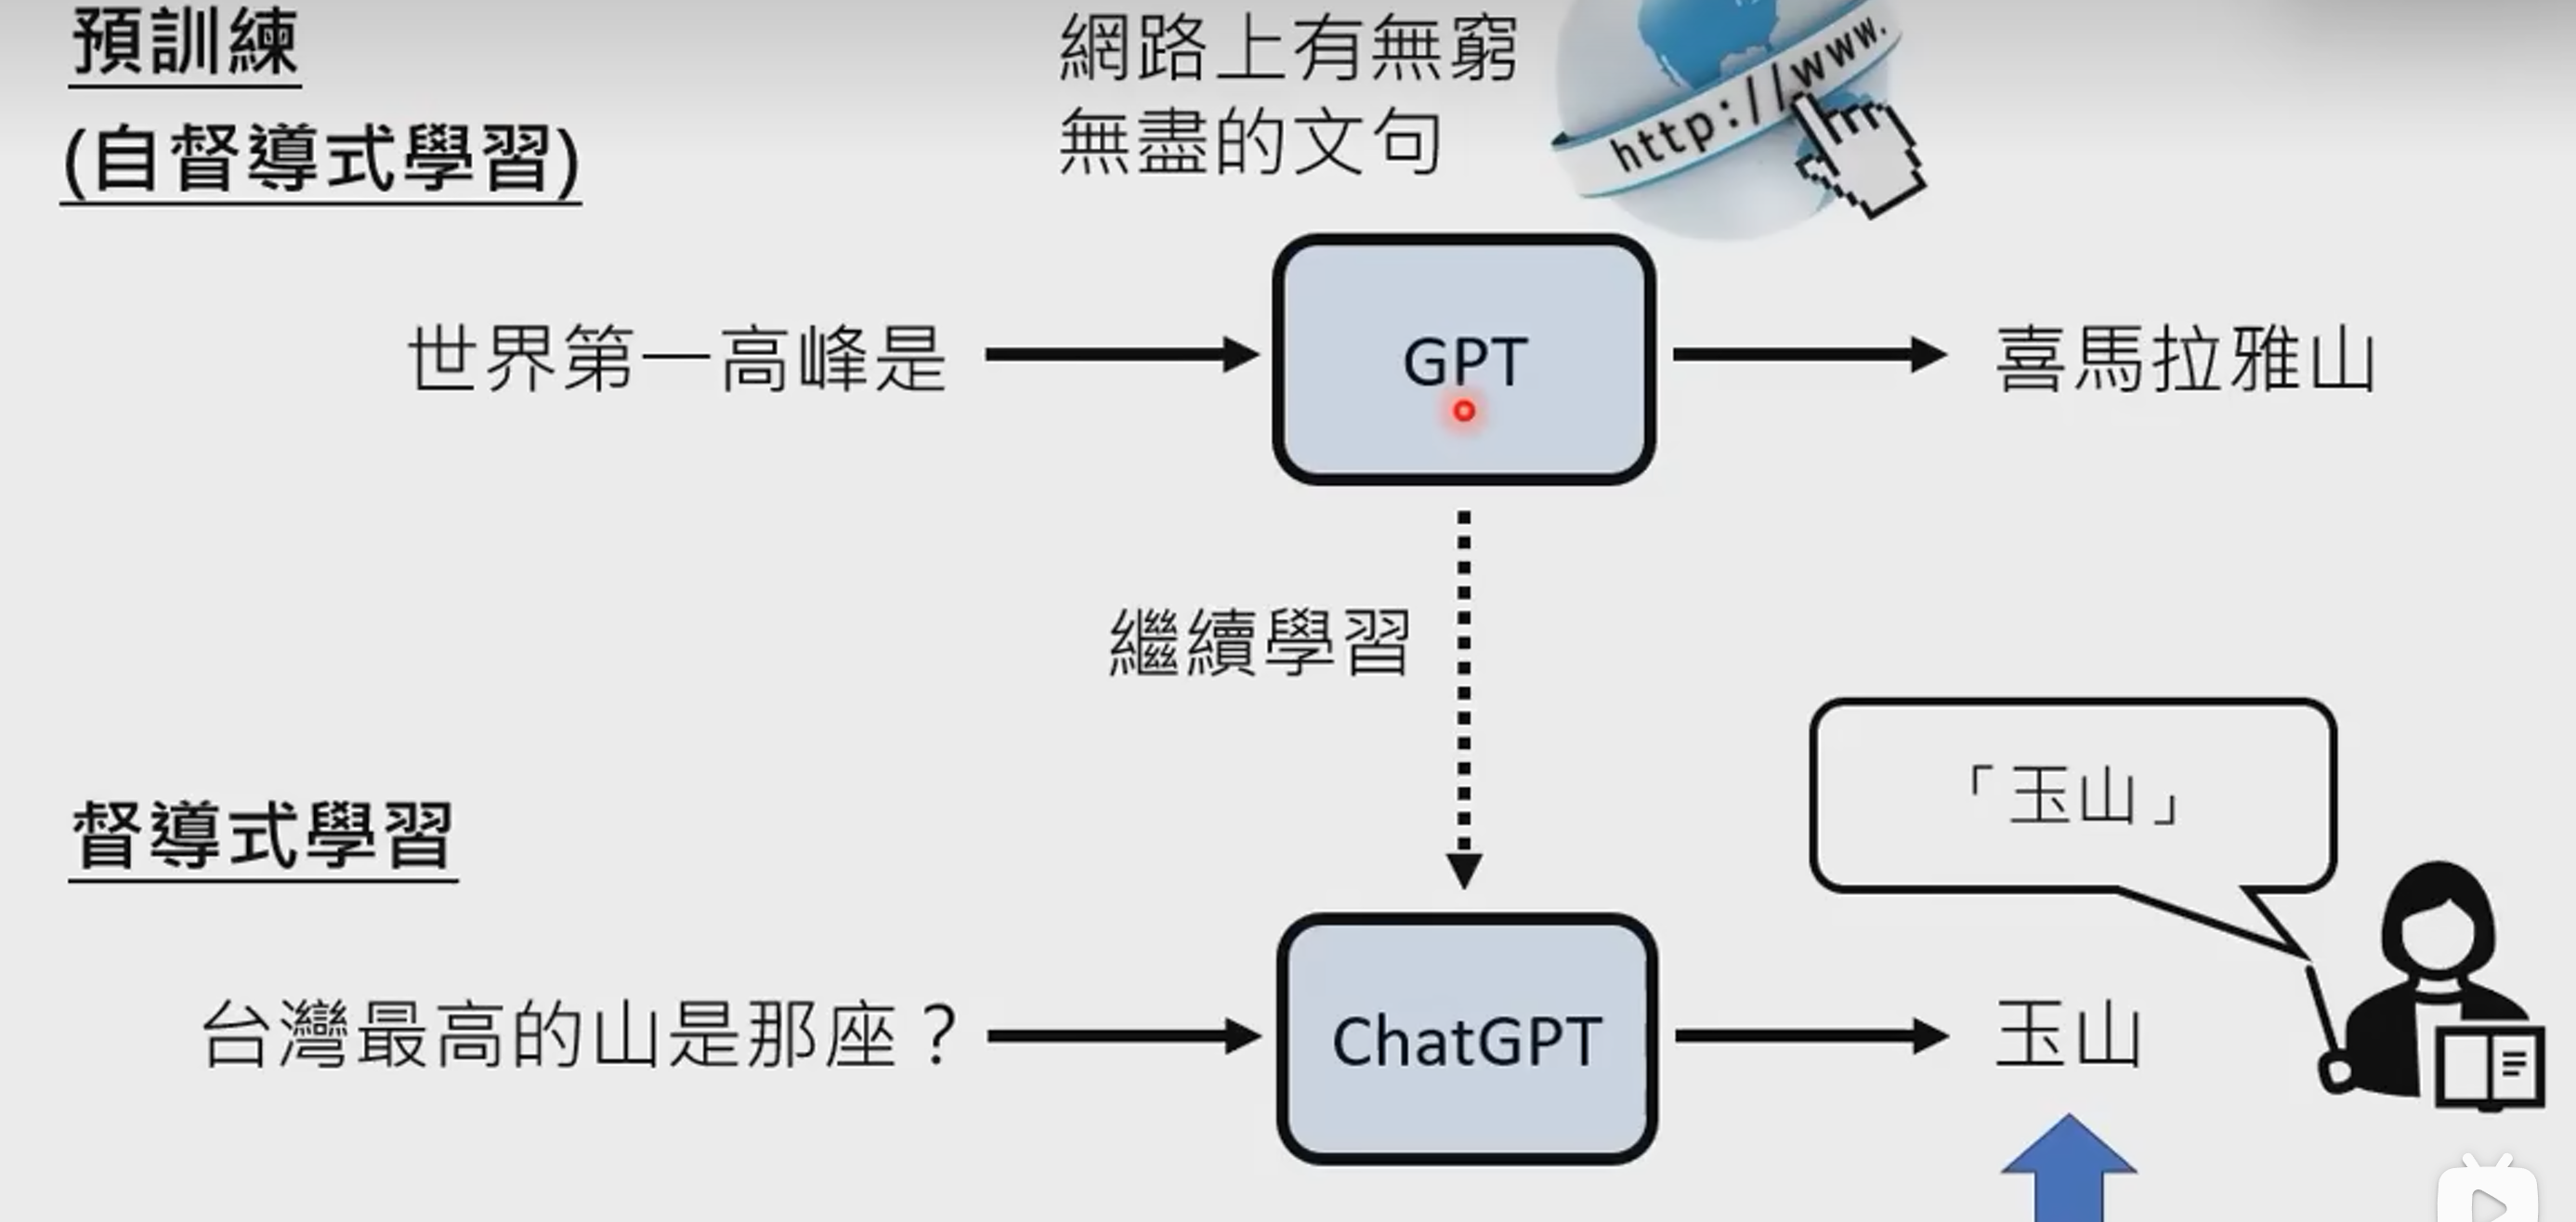 預訓練
(自督導式學習)
網路上有無窮
無盡的文句
http://www.
世界第一高峰是
GPT
喜馬拉雅山
繼續學習
「玉山」
督導式學習
台灣最高的山是那座？
ChatGPT
玉山